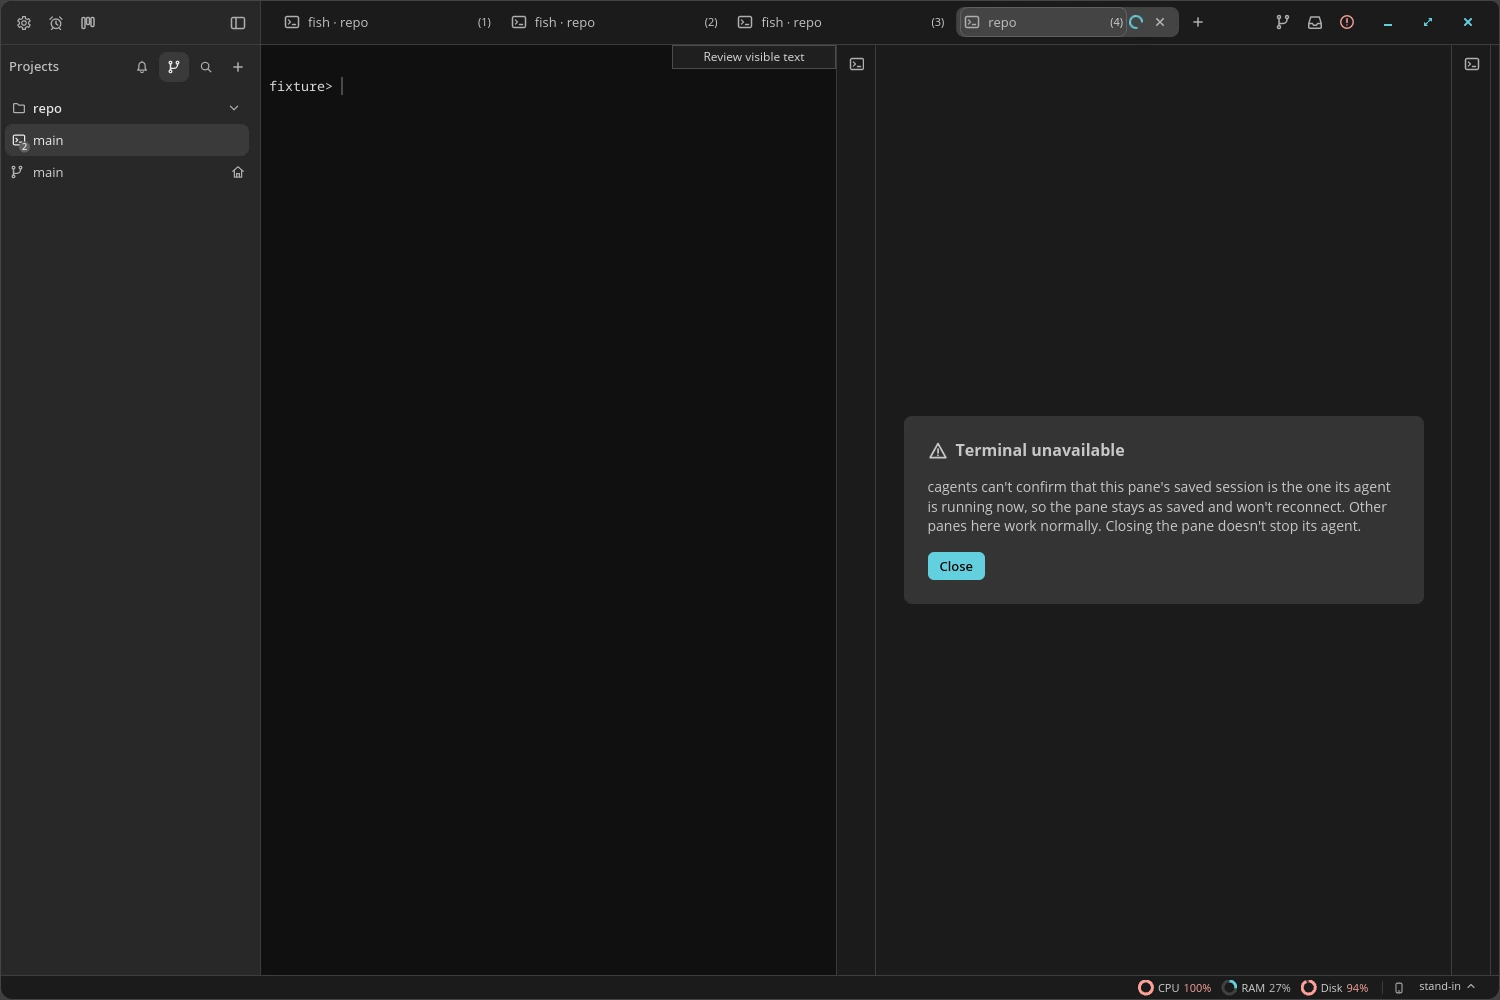 fish · repo (1)
fish · repo (2)
fish · repo (3)
repo (4)
Projects
repo
main
2
main
Review visible text
fixture>
Terminal unavailable
cagents can't confirm that this pane's saved session is the one its agent
is running now, so the pane stays as saved and won't reconnect. Other
panes here work normally. Closing the pane doesn't stop its agent.
Close
CPU 100% RAM 27% Disk 94% stand-in